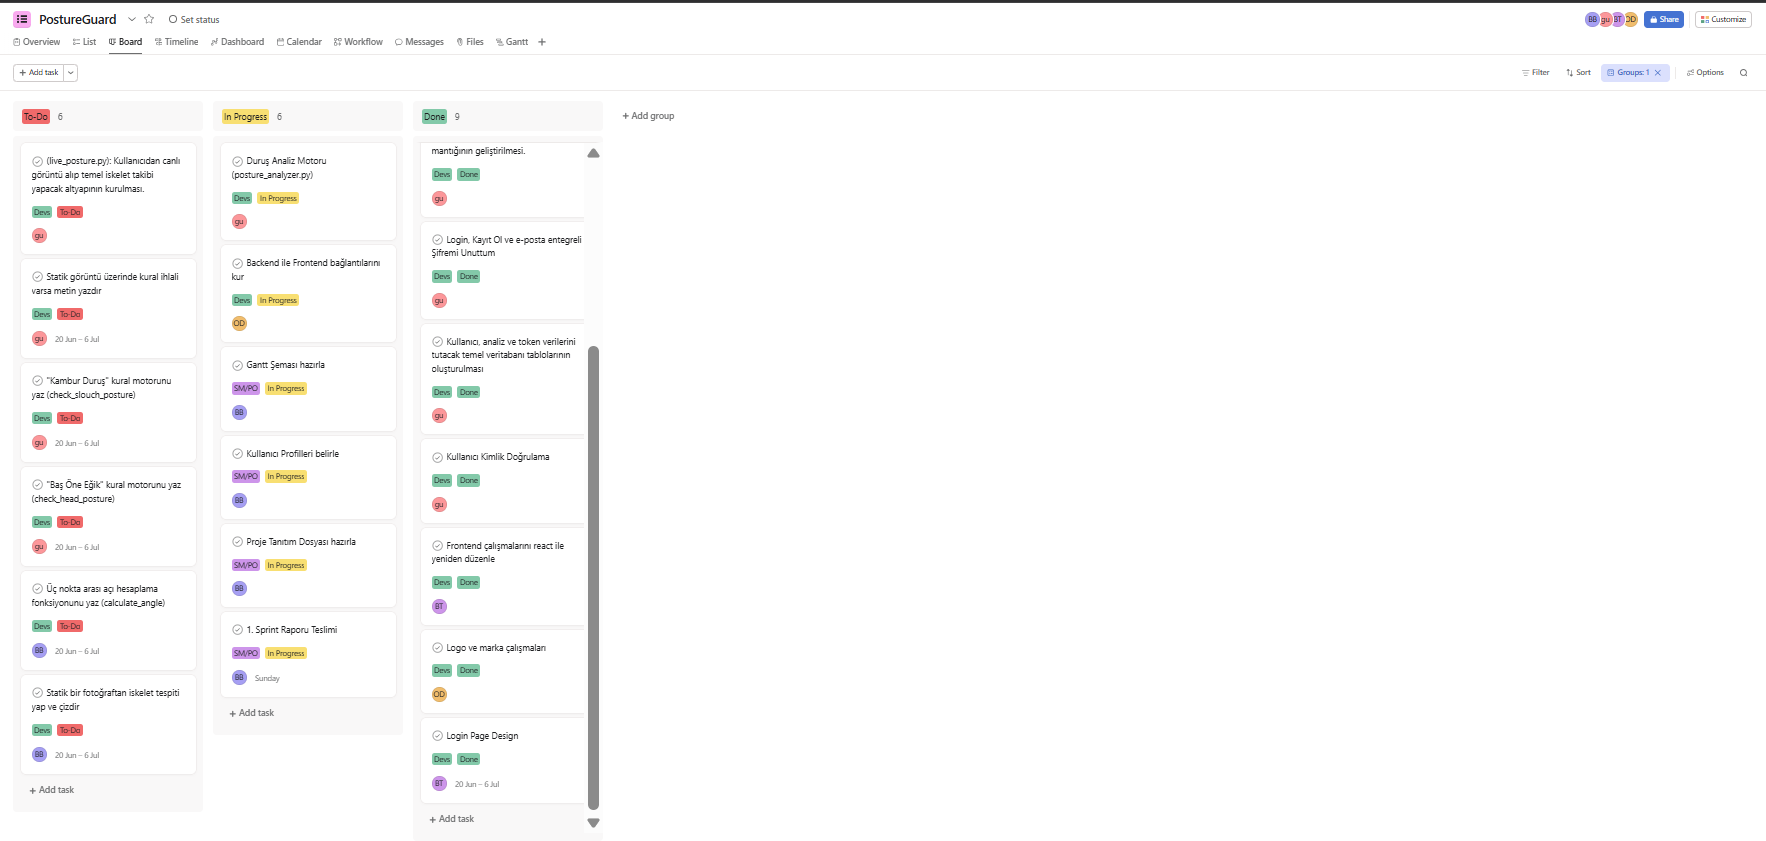 PostureGuard
Set status
BB gu BT OD
Share
Customize
Overview List Board Timeline Dashboard Calendar Workflow Messages Files Gantt
+ Add task
Filter Sort Groups: 1 Options
To-Do 6
(live_posture.py): Kullanıcıdan canlı
görüntü alıp temel iskelet takibi
yapacak altyapının kurulması.
Devs To-Do
gu
Statik görüntü üzerinde kural ihlali
varsa metin yazdır
Devs To-Do
gu 20 Jun – 6 Jul
"Kambur Duruş" kural motorunu
yaz (check_slouch_posture)
Devs To-Do
gu 20 Jun – 6 Jul
"Baş Öne Eğik" kural motorunu yaz
(check_head_posture)
Devs To-Do
gu 20 Jun – 6 Jul
Üç nokta arası açı hesaplama
fonksiyonunu yaz (calculate_angle)
Devs To-Do
BB 20 Jun – 6 Jul
Statik bir fotoğraftan iskelet tespiti
yap ve çizdir
Devs To-Do
BB 20 Jun – 6 Jul
+ Add task
In Progress 6
Duruş Analiz Motoru
(posture_analyzer.py)
Devs In Progress
gu
Backend ile Frontend bağlantılarını
kur
Devs In Progress
OD
Gantt Şeması hazırla
SM/PO In Progress
BB
Kullanıcı Profilleri belirle
SM/PO In Progress
BB
Proje Tanıtım Dosyası hazırla
SM/PO In Progress
BB
1. Sprint Raporu Teslimi
SM/PO In Progress
BB Sunday
+ Add task
Done 9
mantığının geliştirilmesi.
Devs Done
gu
Login, Kayıt Ol ve e-posta entegreli
Şifremi Unuttum
Devs Done
gu
Kullanıcı, analiz ve token verilerini
tutacak temel veritabanı tablolarının
oluşturulması
Devs Done
gu
Kullanıcı Kimlik Doğrulama
Devs Done
gu
Frontend çalışmalarını react ile
yeniden düzenle
Devs Done
BT
Logo ve marka çalışmaları
Devs Done
OD
Login Page Design
Devs Done
BT 20 Jun – 6 Jul
+ Add task
+ Add group